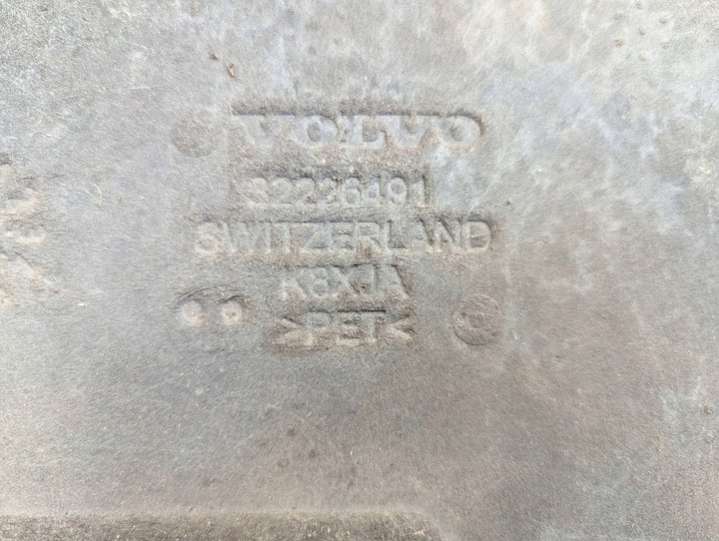 VOLVO
32226491
SWITZERLAND
K8XJA
>PET<